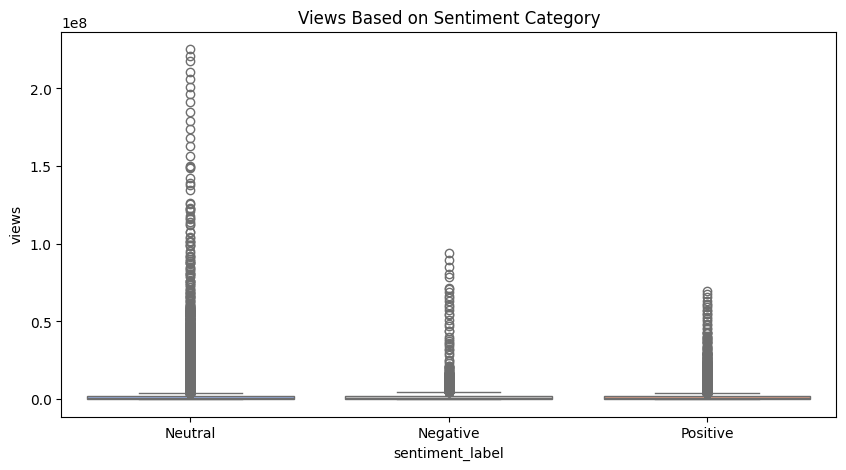 Views Based on Sentiment Category
1e8
2.0
1.5
1.0
0.5
0.0
views
Neutral
Negative
Positive
sentiment_label